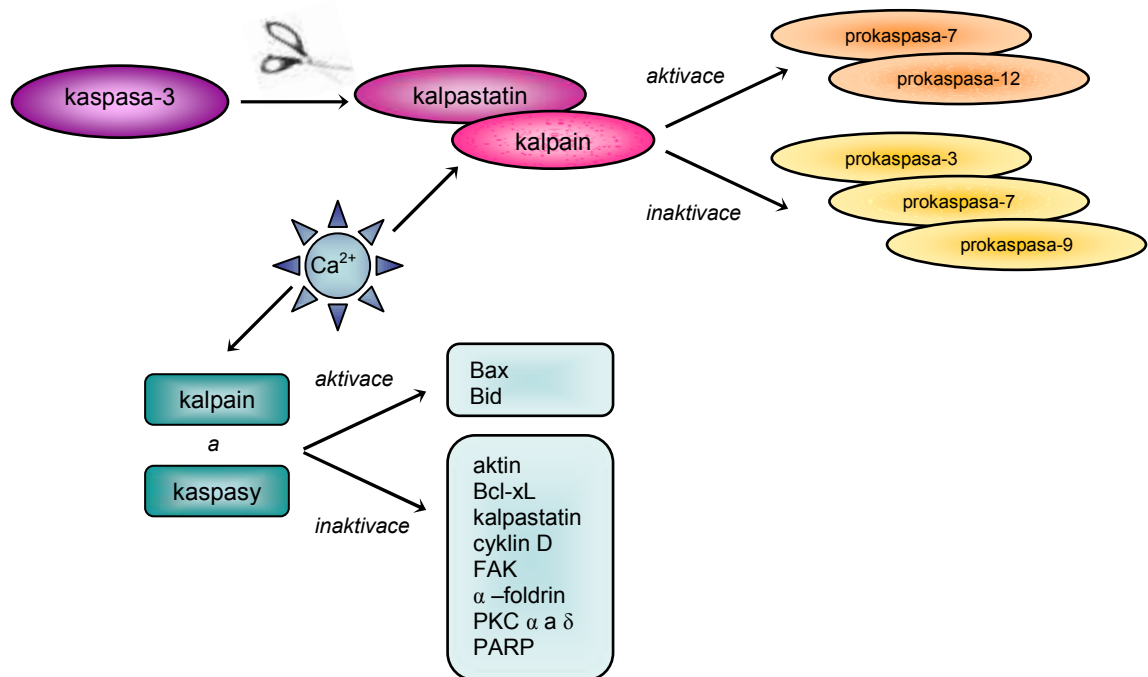 kaspasa-3
kalpastatin
kalpain
aktivace
prokaspasa-7
prokaspasa-12
inaktivace
prokaspasa-3
prokaspasa-7
prokaspasa-9
Ca²⁺
kalpain
a
kaspasy
aktivace
Bax
Bid
inaktivace
aktin
Bcl-xL
kalpastatin
cyklin D
FAK
α –foldrin
PKC α a δ
PARP